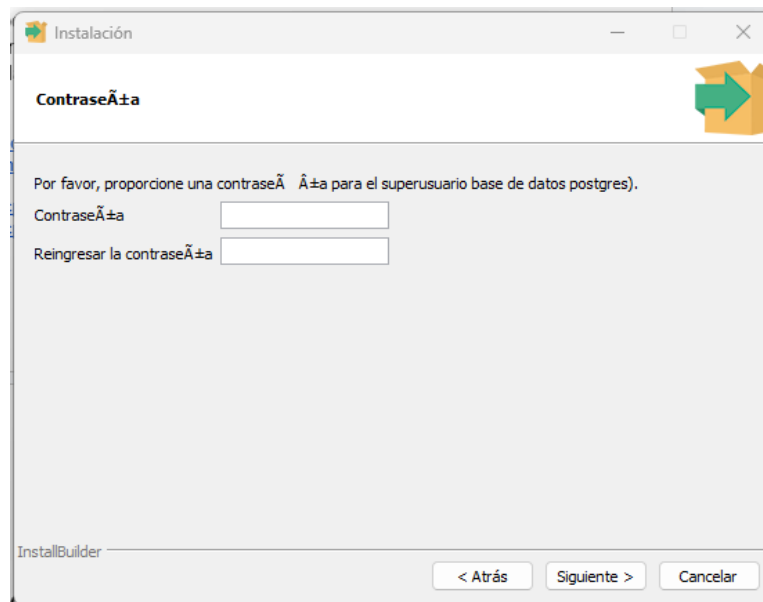 Instalación
ContraseÃ±a
Por favor, proporcione una contraseÃ Â±a para el superusuario base de datos postgres).
ContraseÃ±a
Reingresar la contraseÃ±a
InstallBuilder
< Atrás
Siguiente >
Cancelar